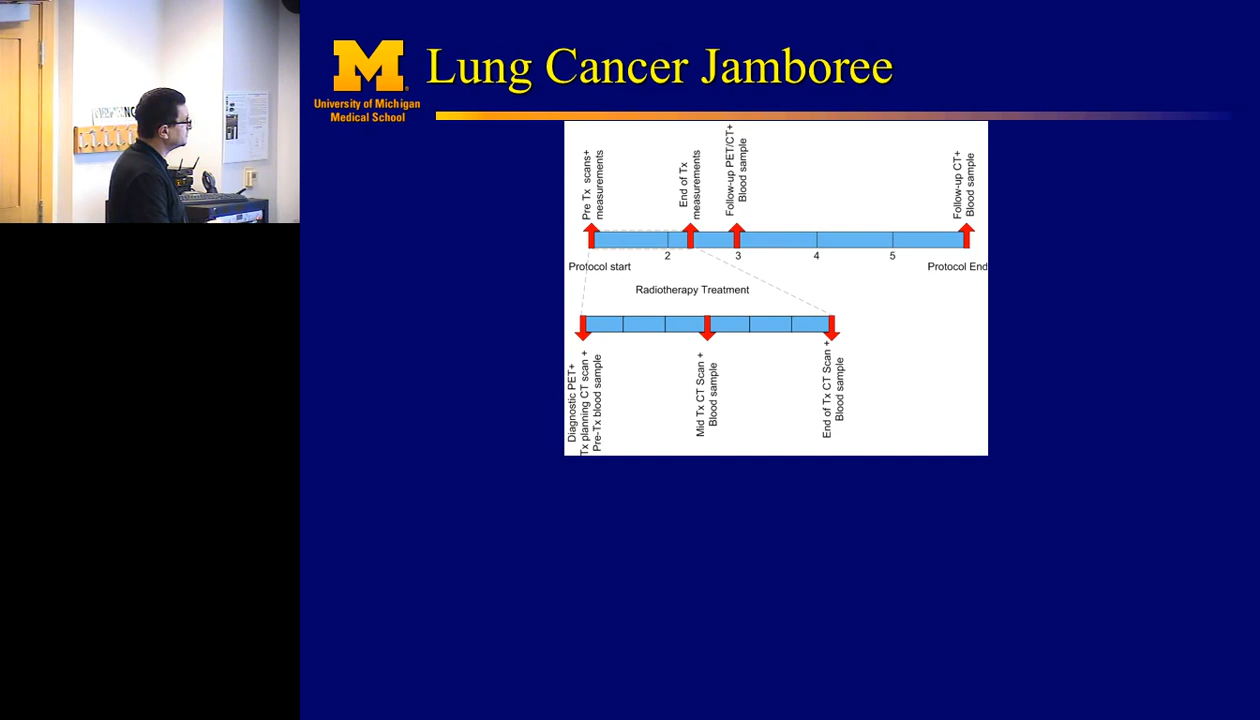 Lung Cancer Jamboree
M
University of Michigan
Medical School
Pre Tx scans+
measurements
End of Tx
measurements
Follow-up PET/CT+
Blood sample
Follow-up CT+
Blood sample
2
3
4
5
Protocol start
Protocol End
Radiotherapy Treatment
Diagnostic PET+
Tx planning CT scan +
Pre-Tx blood sample
Mid Tx CT Scan +
Blood sample
End of Tx CT Scan +
Blood sample